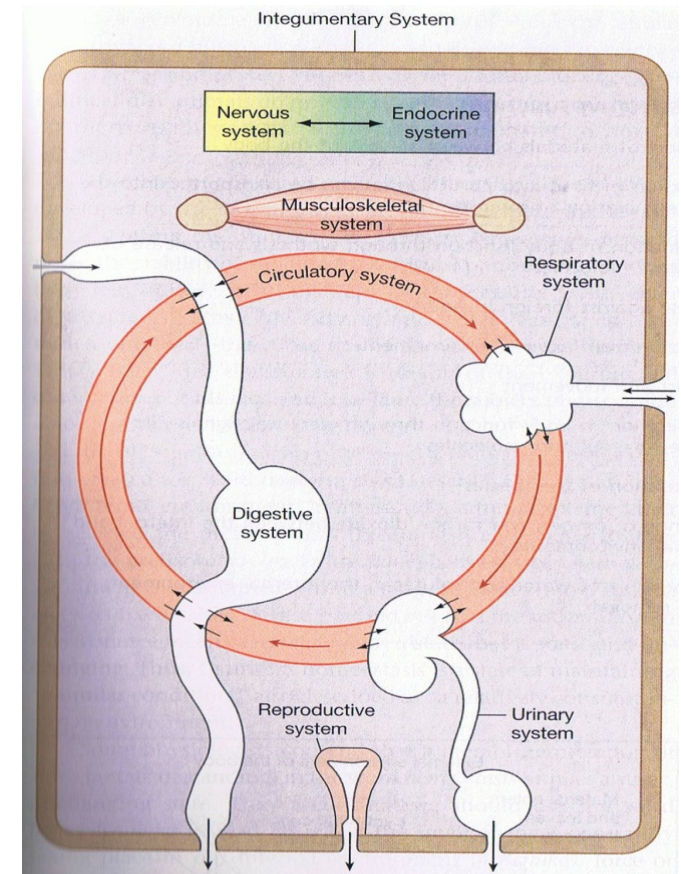 Integumentary System
Nervous
system
Endocrine
system
Musculoskeletal
system
Circulatory system
Respiratory
system
Digestive
system
Reproductive
system
Urinary
system